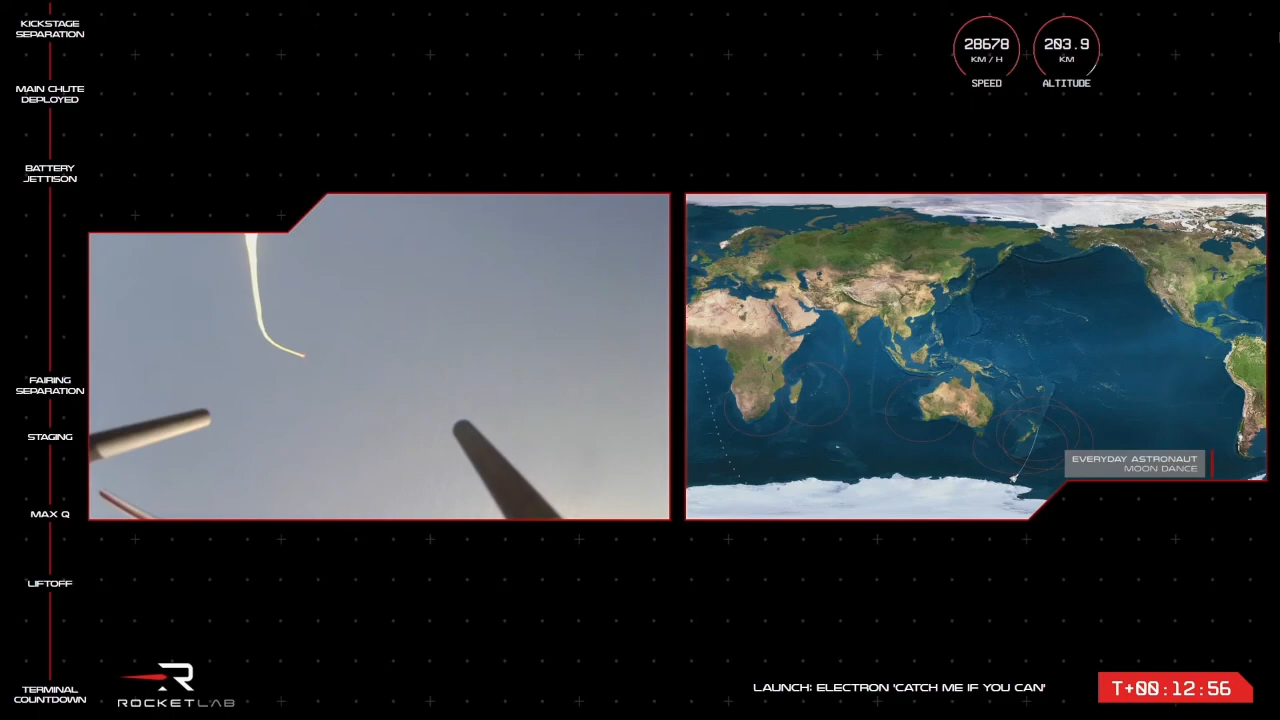 KICKSTAGE
SEPARATION
MAIN CHUTE
DEPLOYED
BATTERY
JETTISON
FAIRING
SEPARATION
STAGING
MAX Q
LIFTOFF
TERMINAL
COUNTDOWN
28678
KM/H
SPEED
203.9
KM
ALTITUDE
EVERYDAY ASTRONAUT
MOON DANCE
ROCKETLAB
LAUNCH: ELECTRON 'CATCH ME IF YOU CAN'
T+00:12:56